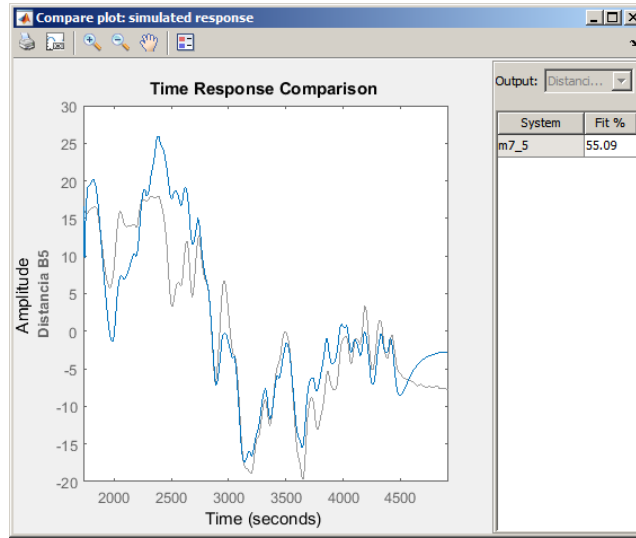 Compare plot: simulated response
Time Response Comparison
Output: Distanci...
System Fit %
m7_5 55.09
30
25
20
15
10
5
0
-5
-10
-15
-20
Amplitude
Distancia B5
2000 2500 3000 3500 4000 4500
Time (seconds)